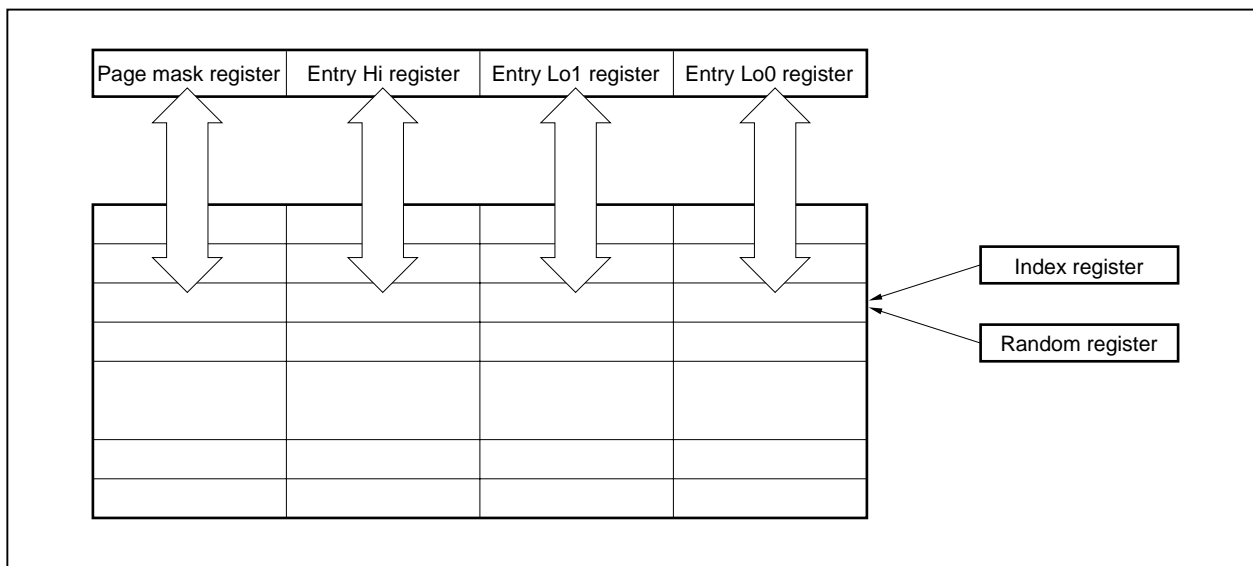 Page mask register
Entry Hi register
Entry Lo1 register
Entry Lo0 register
Index register
Random register